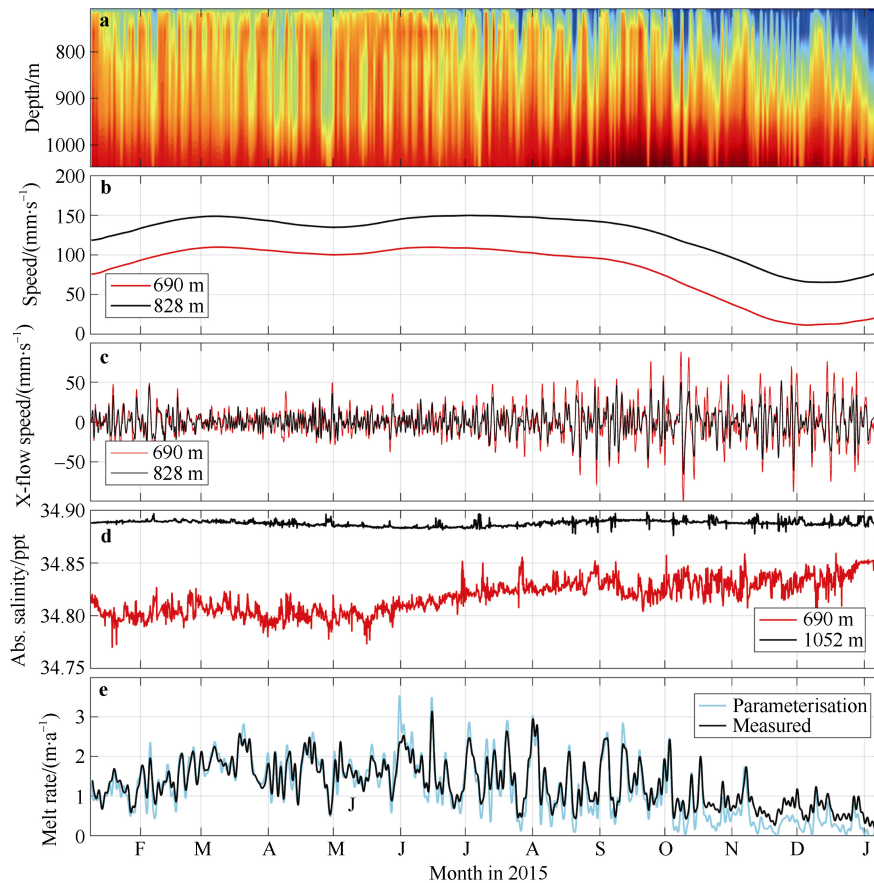 a
800
900
1000
Depth/m
b
200
150
100
50
0
Speed/(mm·s⁻¹)
690 m
828 m
c
50
0
−50
X-flow speed/(mm·s⁻¹)
690 m
828 m
d
34.90
34.85
34.80
34.75
Abs. salinity/ppt
690 m
1052 m
e
3
2
1
0
Melt rate/(m·a⁻¹)
Parameterisation
Measured
J
F M A M J J A S O N D J
Month in 2015